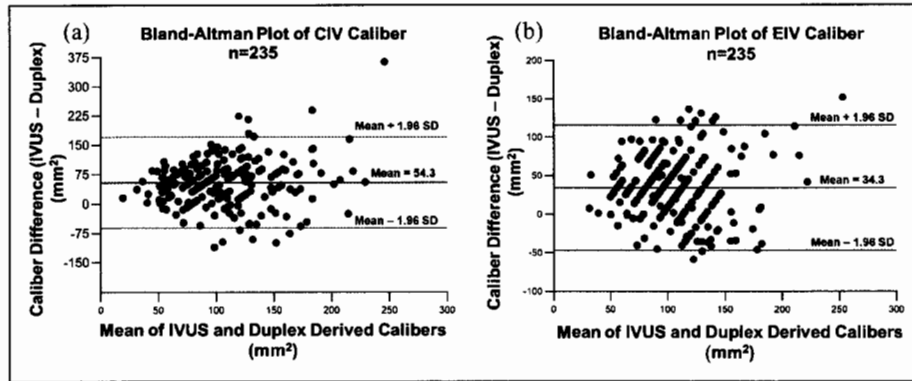 (a)
Bland-Altman Plot of CIV Caliber
n=235
Caliber Difference (IVUS – Duplex)
(mm²)
375
300
225
150
75
0
-75
-150
Mean + 1.96 SD
Mean = 54.3
Mean – 1.96 SD
0
50
100
150
200
250
300
Mean of IVUS and Duplex Derived Calibers
(mm²)
(b)
Bland-Altman Plot of EIV Caliber
n=235
Caliber Difference (IVUS – Duplex)
(mm²)
200
150
100
50
0
-50
-100
Mean + 1.96 SD
Mean = 34.3
Mean – 1.96 SD
0
50
100
150
200
250
300
Mean of IVUS and Duplex Derived Calibers
(mm²)